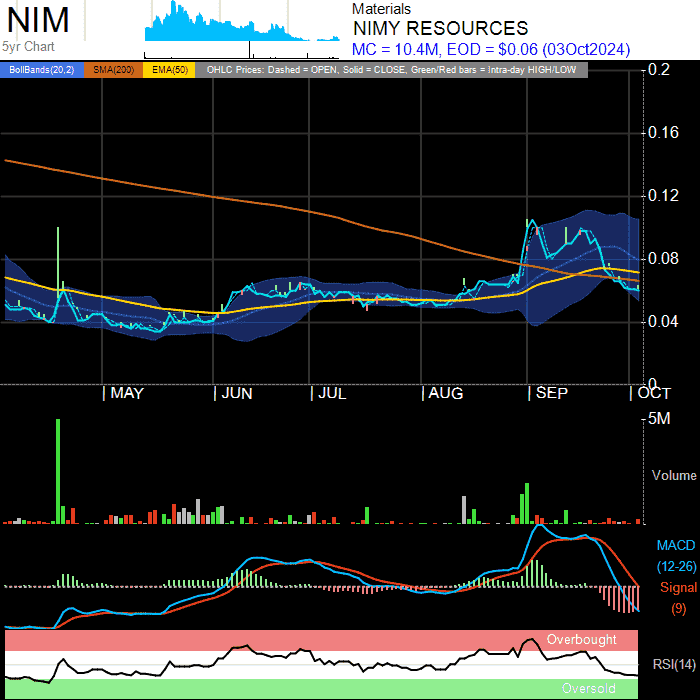 NIM
5yr Chart
Materials
NIMY RESOURCES
MC = 10.4M, EOD = $0.06 (03Oct2024)
BollBands(20,2) SMA(200) EMA(50) OHLC Prices: Dashed = OPEN, Solid = CLOSE, Green/Red bars = Intra-day HIGH/LOW
0.2
0.16
0.12
0.08
0.04
0
MAY JUN JUL AUG SEP OCT
5M
Volume
MACD
(12-26)
Signal
(9)
Overbought
RSI(14)
Oversold